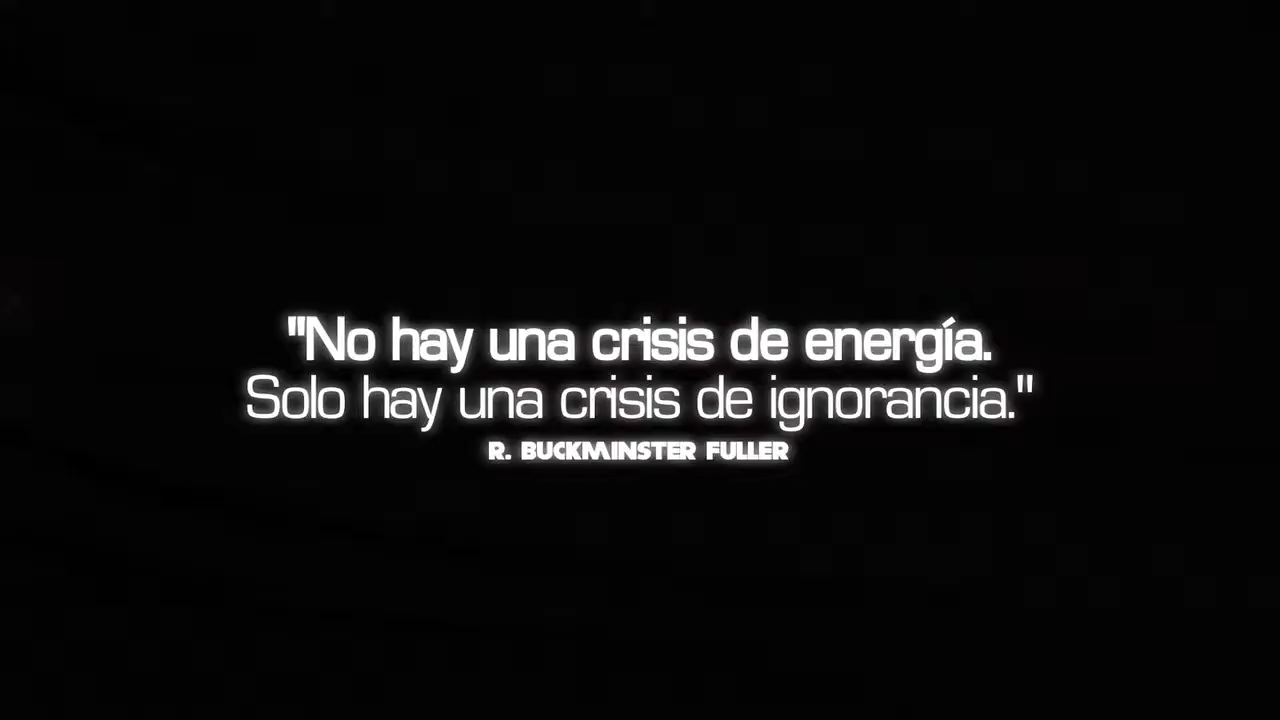 "No hay una crisis de energía.
Solo hay una crisis de ignorancia."
R. BUCKMINSTER FULLER